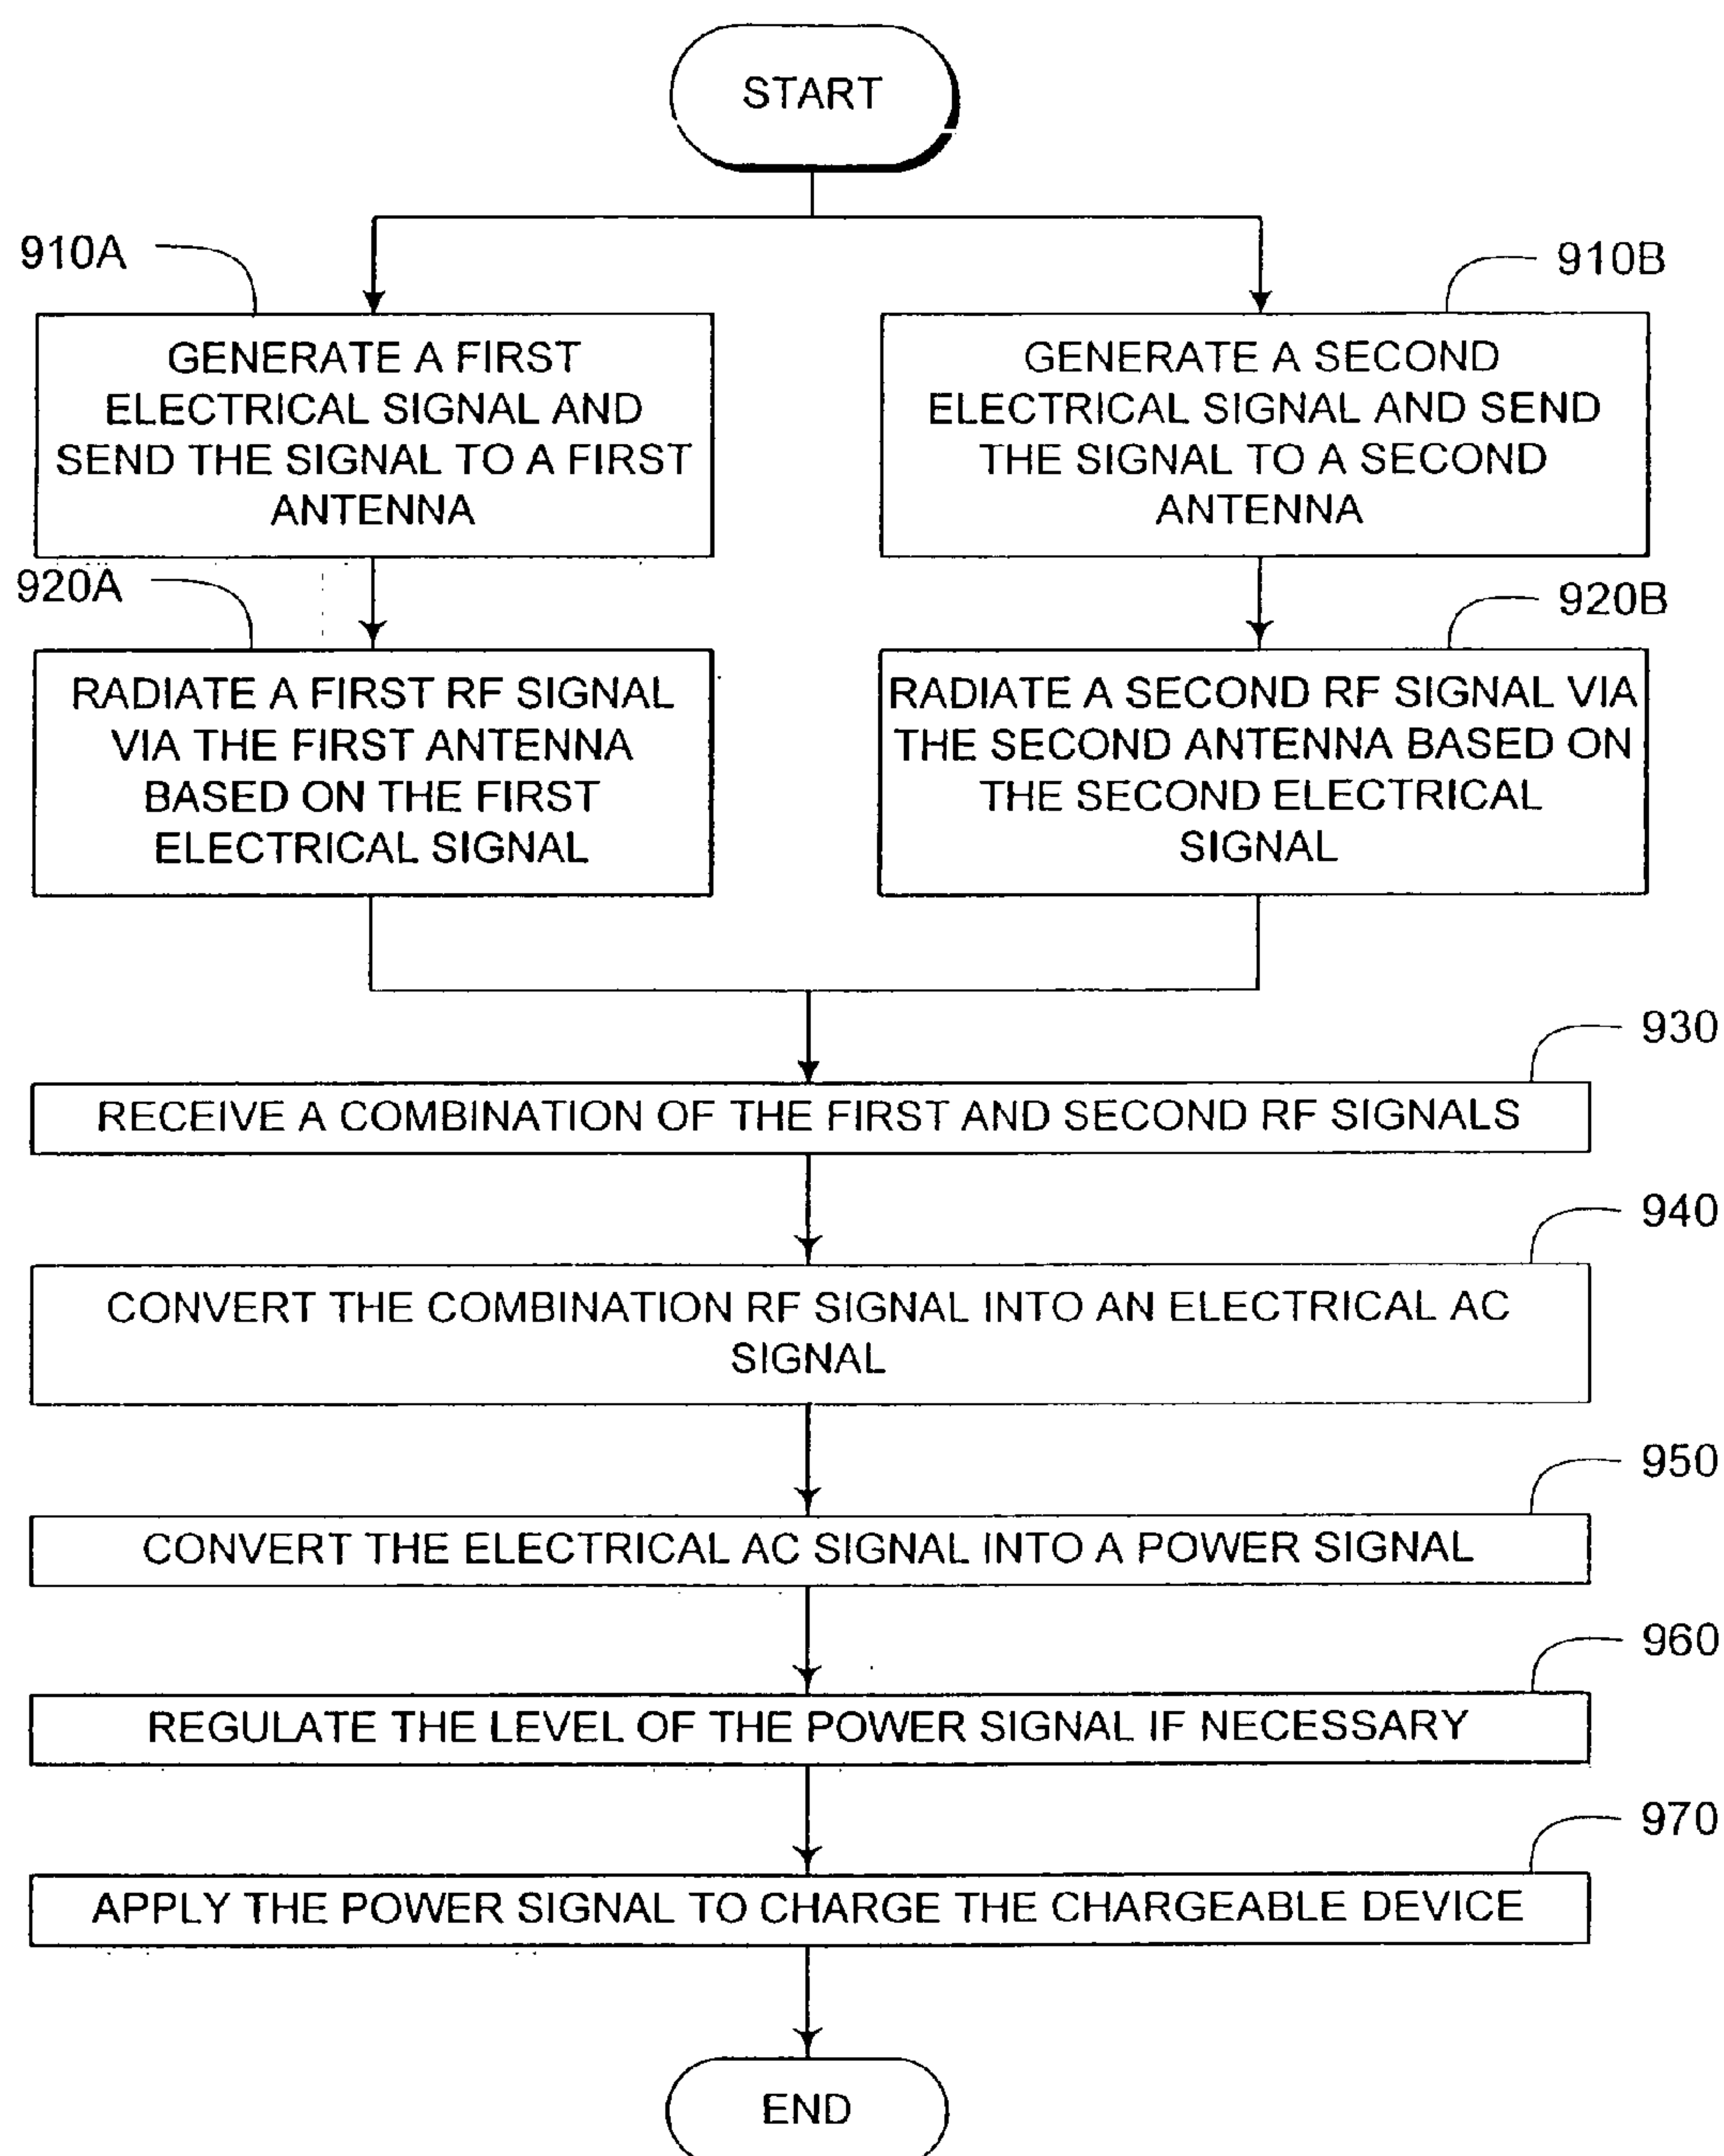 START
910A
910B
GENERATE A FIRST
ELECTRICAL SIGNAL AND
SEND THE SIGNAL TO A FIRST
ANTENNA
GENERATE A SECOND
ELECTRICAL SIGNAL AND SEND
THE SIGNAL TO A SECOND
ANTENNA
920A
920B
RADIATE A FIRST RF SIGNAL
VIA THE FIRST ANTENNA
BASED ON THE FIRST
ELECTRICAL SIGNAL
RADIATE A SECOND RF SIGNAL VIA
THE SECOND ANTENNA BASED ON
THE SECOND ELECTRICAL
SIGNAL
930
RECEIVE A COMBINATION OF THE FIRST AND SECOND RF SIGNALS
940
CONVERT THE COMBINATION RF SIGNAL INTO AN ELECTRICAL AC
SIGNAL
950
CONVERT THE ELECTRICAL AC SIGNAL INTO A POWER SIGNAL
960
REGULATE THE LEVEL OF THE POWER SIGNAL IF NECESSARY
970
APPLY THE POWER SIGNAL TO CHARGE THE CHARGEABLE DEVICE
END